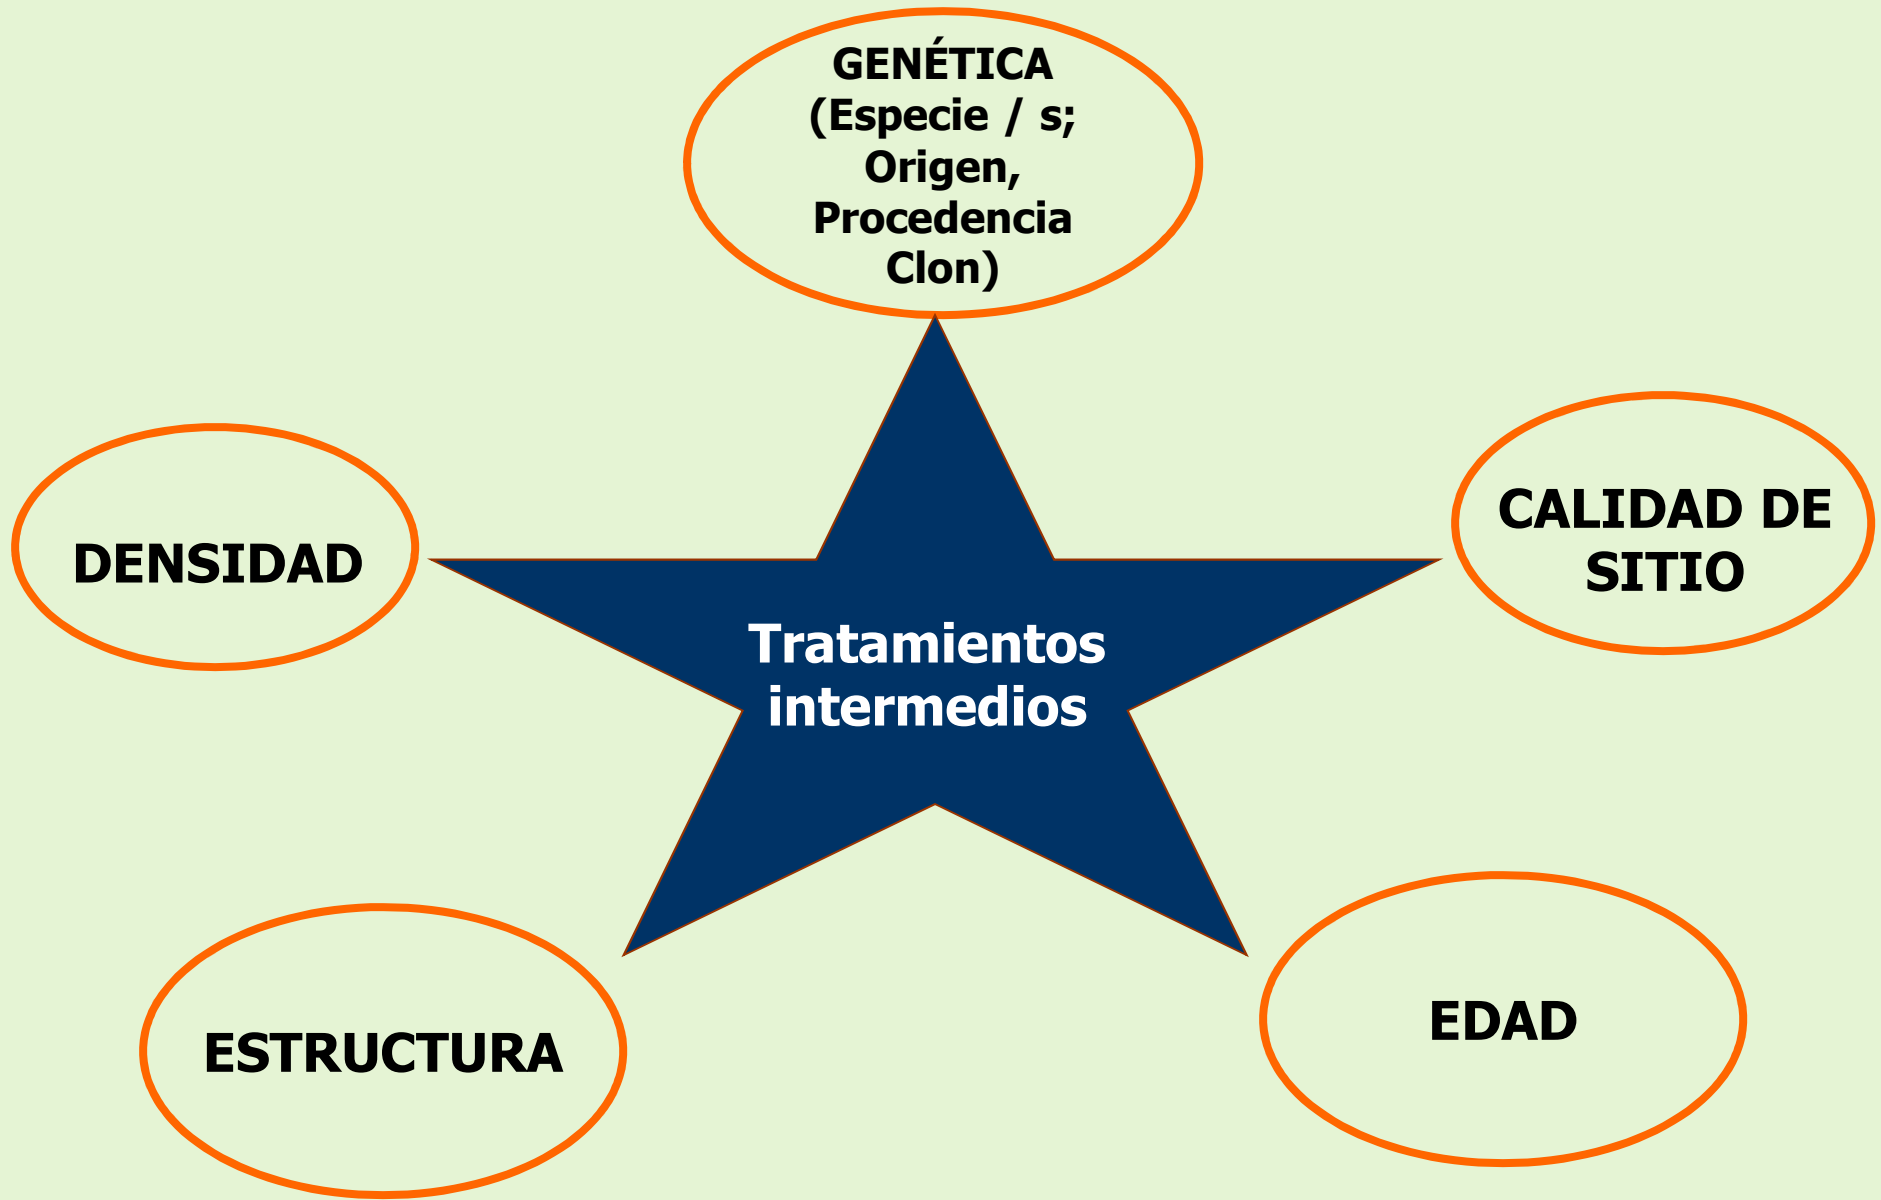 GENÉTICA
(Especie / s;
Origen,
Procedencia
Clon)
DENSIDAD
CALIDAD DE
SITIO
Tratamientos
intermedios
ESTRUCTURA
EDAD